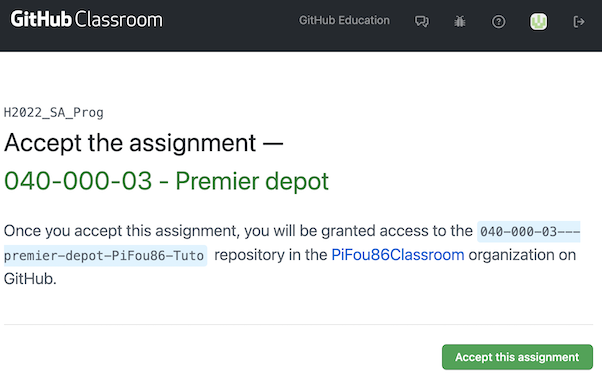 GitHub Classroom
GitHub Education
H2022_SA_Prog
Accept the assignment —
040-000-03 - Premier depot
Once you accept this assignment, you will be granted access to the 040-000-03---
premier-depot-PiFou86-Tuto repository in the PiFou86Classroom organization on
GitHub.
Accept this assignment